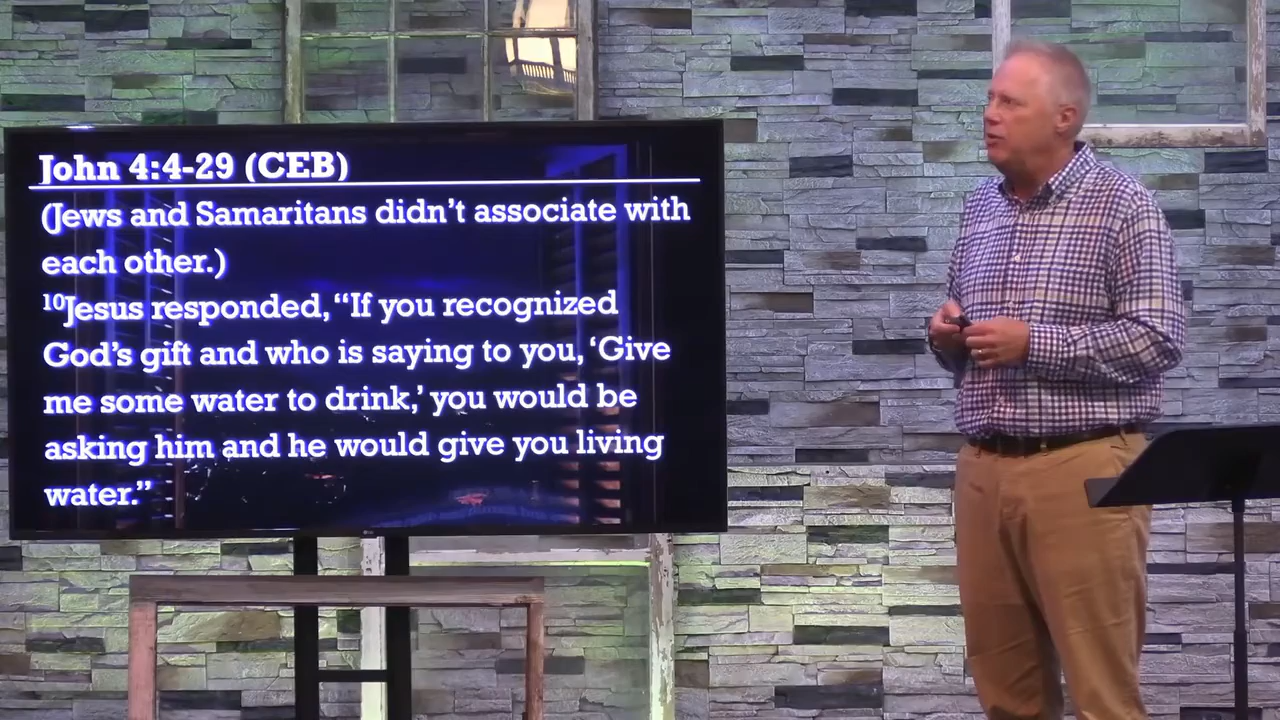 John 4:4-29 (CEB)
(Jews and Samaritans didn't associate with
each other.)
¹⁰Jesus responded, “If you recognized
God's gift and who is saying to you, ‘Give
me some water to drink,’ you would be
asking him and he would give you living
water.”
LG